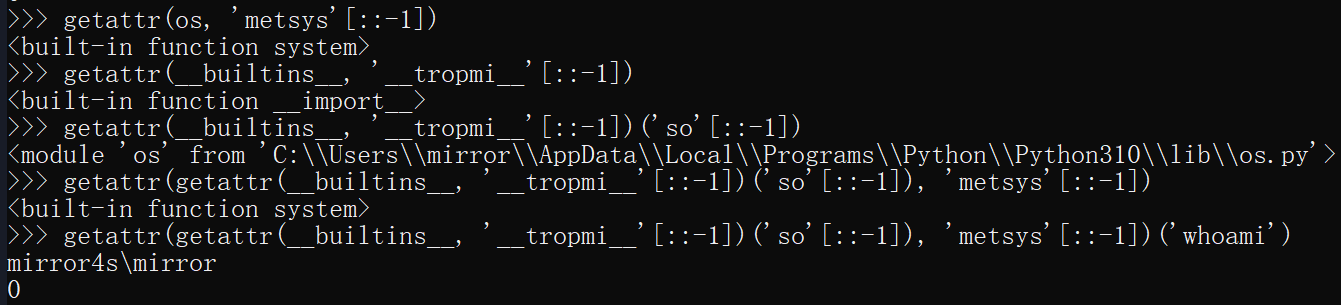 >>> getattr(os, 'metsys'[::-1])
<built-in function system>
>>> getattr(__builtins__, '__tropmi__'[::-1])
<built-in function __import__>
>>> getattr(__builtins__, '__tropmi__'[::-1])('so'[::-1])
<module 'os' from 'C:\\Users\\mirror\\AppData\\Local\\Programs\\Python\\Python310\\lib\\os.py'>
>>> getattr(getattr(__builtins__, '__tropmi__'[::-1])('so'[::-1]), 'metsys'[::-1])
<built-in function system>
>>> getattr(getattr(__builtins__, '__tropmi__'[::-1])('so'[::-1]), 'metsys'[::-1])('whoami')
mirror4s\mirror
0